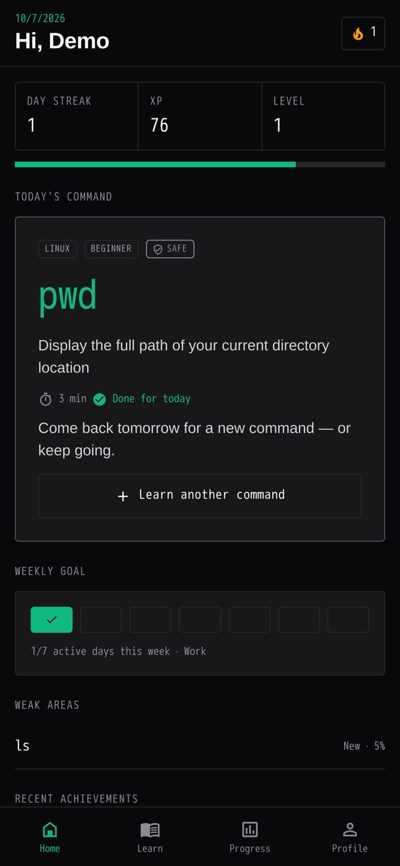 10/7/2026
Hi, Demo
1
DAY STREAK
XP
LEVEL
1
76
1
TODAY'S COMMAND
LINUX
BEGINNER
SAFE
pwd
Display the full path of your current directory
location
3 min
Done for today
Come back tomorrow for a new command — or
keep going.
+ Learn another command
WEEKLY GOAL
1/7 active days this week · Work
WEAK AREAS
ls
New · 5%
RECENT ACHIEVEMENTS
Home
Learn
Progress
Profile